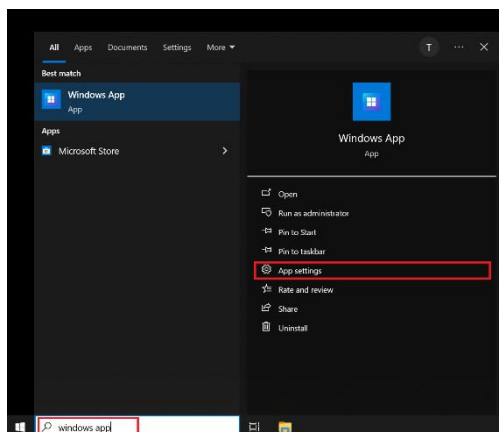 All Apps Documents Settings More T ...
Best match
Windows App
App
Apps
Microsoft Store
Windows App
App
Open
Run as administrator
Pin to Start
Pin to taskbar
App settings
Rate and review
Share
Uninstall
windows app